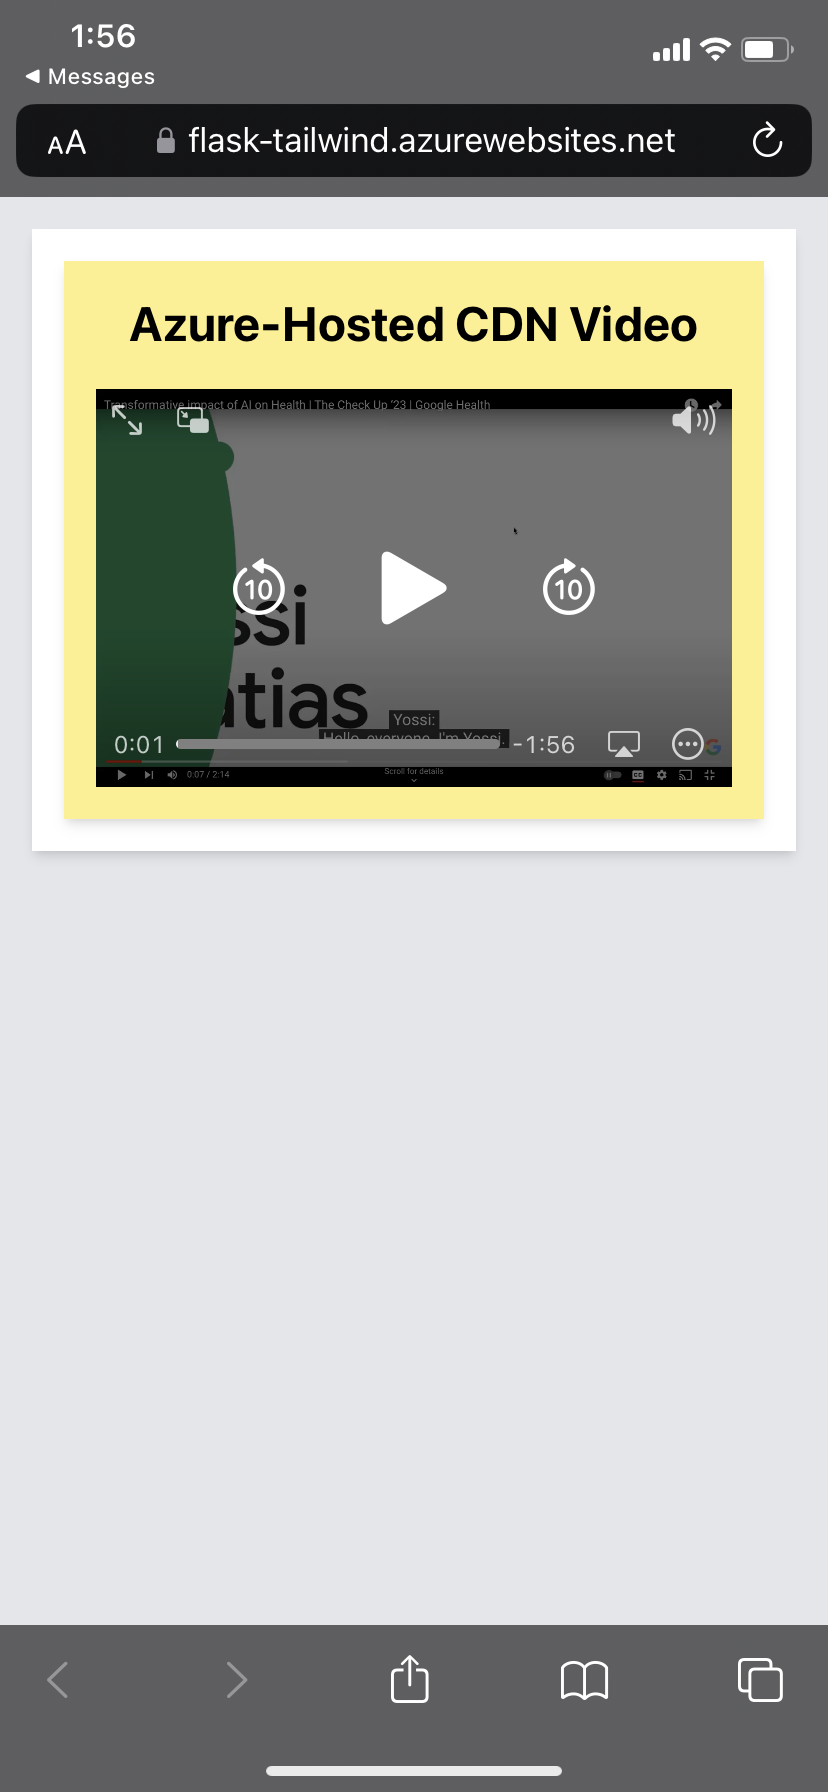 1:56
Messages
AA
flask-tailwind.azurewebsites.net
Azure-Hosted CDN Video
Transformative impact of AI on Health | The Check Up '23 | Google Health
10
10
ssi
atias
Yossi:
Hello, everyone. I'm Yossi.
0:01
-1:56
0:07 / 2:14
Scroll for details
CC
G